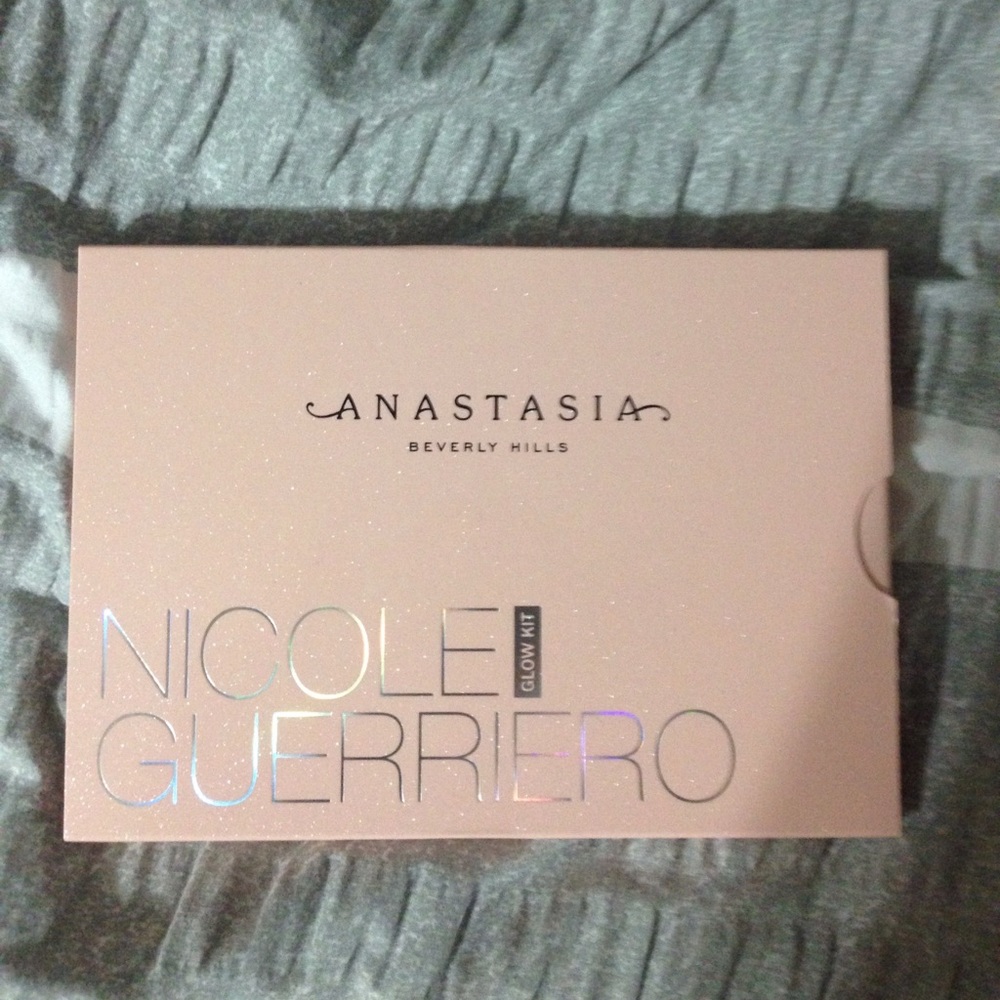 ANASTASIA
BEVERLY HILLS
NICOLE
GLOW KIT
GUERRIERO